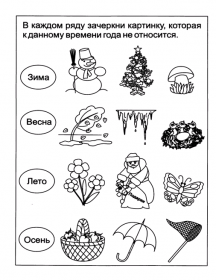 В каждом ряду зачеркни картинку, которая
к данному времени года не относится.
Зима
Весна
Лето
Осень